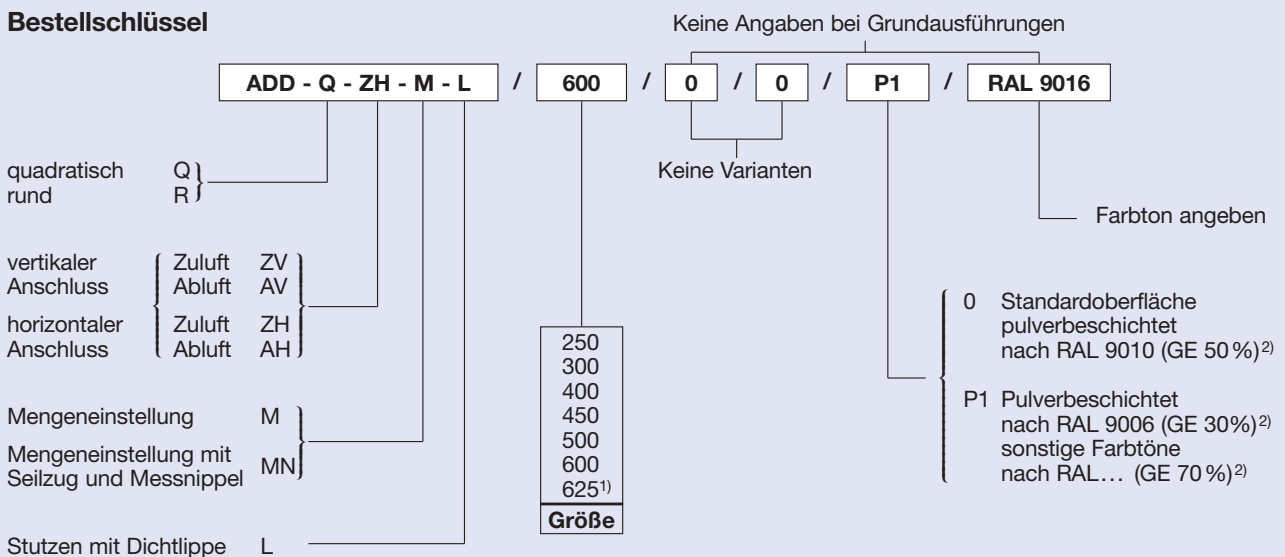 Bestellschlüssel
Keine Angaben bei Grundausführungen
ADD - Q - ZH - M - L / 600 / 0 / 0 / P1 / RAL 9016
Keine Varianten
quadratisch Q
rund R
Farbton angeben
vertikaler Zuluft ZV
Anschluss Abluft AV
horizontaler Zuluft ZH
Anschluss Abluft AH
Mengeneinstellung M
Mengeneinstellung mit
Seilzug und Messnippel MN
Stutzen mit Dichtlippe L
250
300
400
450
500
600
625¹⁾
Größe
0 Standardoberfläche
pulverbeschichtet
nach RAL 9010 (GE 50 %)²⁾
P1 Pulverbeschichtet
nach RAL 9006 (GE 30%)²⁾
sonstige Farbtöne
nach RAL... (GE 70 %)²⁾